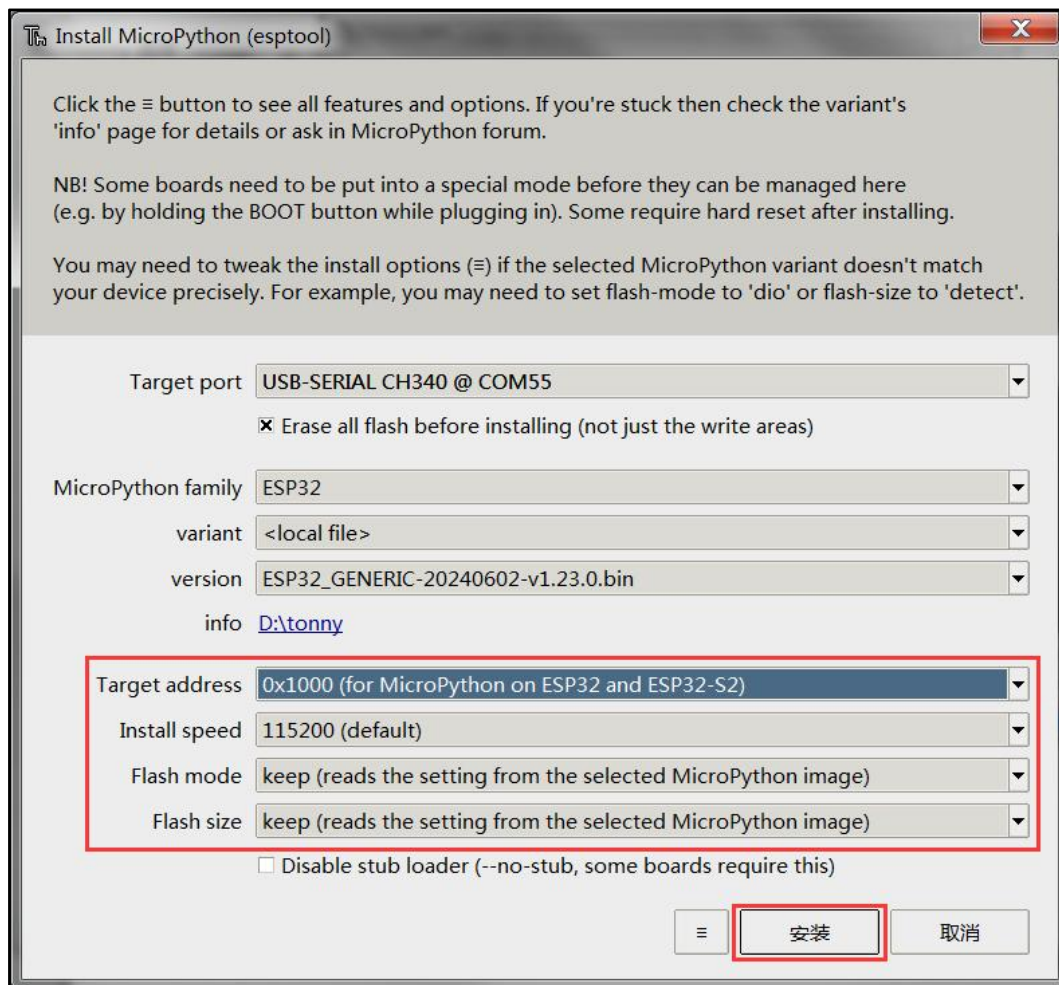 Install MicroPython (esptool)
Click the ≡ button to see all features and options. If you're stuck then check the variant's
'info' page for details or ask in MicroPython forum.
NB! Some boards need to be put into a special mode before they can be managed here
(e.g. by holding the BOOT button while plugging in). Some require hard reset after installing.
You may need to tweak the install options (≡) if the selected MicroPython variant doesn't match
your device precisely. For example, you may need to set flash-mode to 'dio' or flash-size to 'detect'.
Target port USB-SERIAL CH340 @ COM55
Erase all flash before installing (not just the write areas)
MicroPython family ESP32
variant <local file>
version ESP32_GENERIC-20240602-v1.23.0.bin
info D:\tonny
Target address 0x1000 (for MicroPython on ESP32 and ESP32-S2)
Install speed 115200 (default)
Flash mode keep (reads the setting from the selected MicroPython image)
Flash size keep (reads the setting from the selected MicroPython image)
Disable stub loader (--no-stub, some boards require this)
≡ 安装 取消